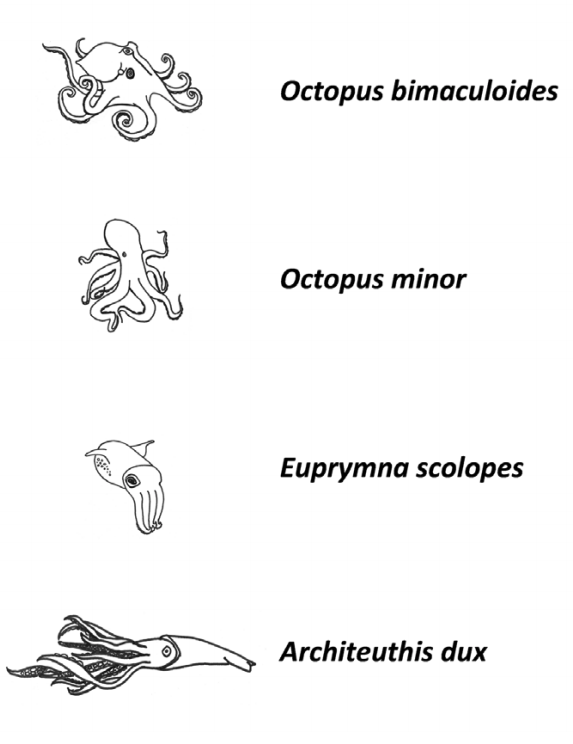 Octopus bimaculoides
Octopus minor
Euprymna scolopes
Architeuthis dux